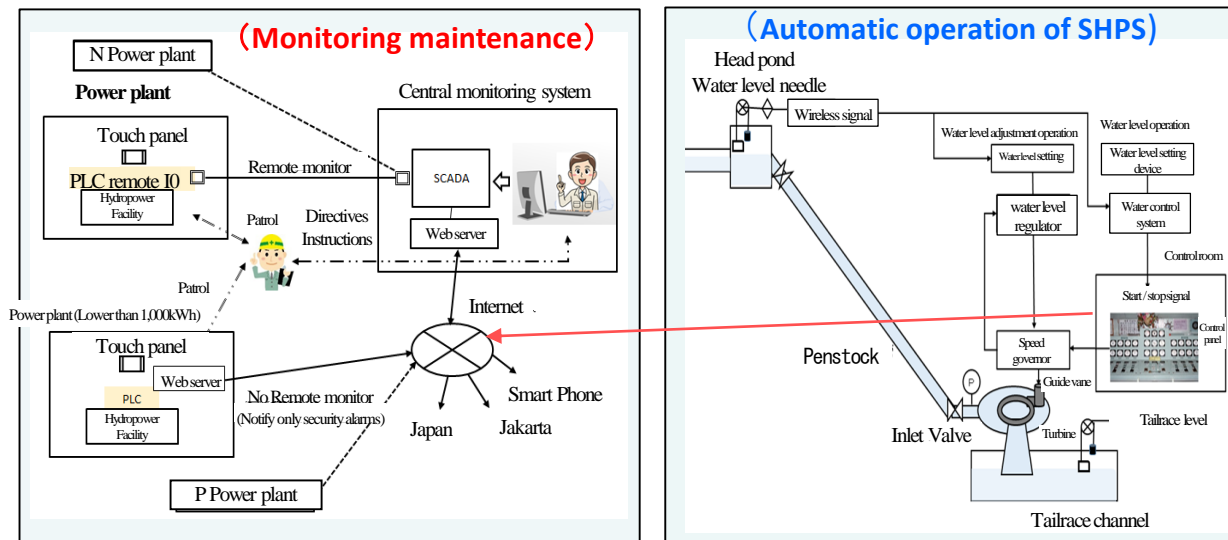 (Monitoring maintenance)
N Power plant
Power plant
Central monitoring system
Touch panel
PLC remote I0
Hydropower
Facility
Remote monitor
SCADA
Web server
Patrol
Directives
Instructions
Patrol
Internet
Power plant (Lower than 1,000kWh)
Touch panel
Web server
PLC
Hydropower
Facility
No Remote monitor
(Notify only security alarms)
Smart Phone
Jakarta
Japan
P Power plant
(Automatic operation of SHPS)
Head pond
Water level needle
Wireless signal
Water level adjustment operation
Water level setting
Water level operation
Water level setting
device
water level
regulator
Water control
system
Control room
Start / stop signal
Control
panel
Speed
governor
Penstock
P
Guide vane
Inlet Valve
Turbine
Tailrace level
Tailrace channel